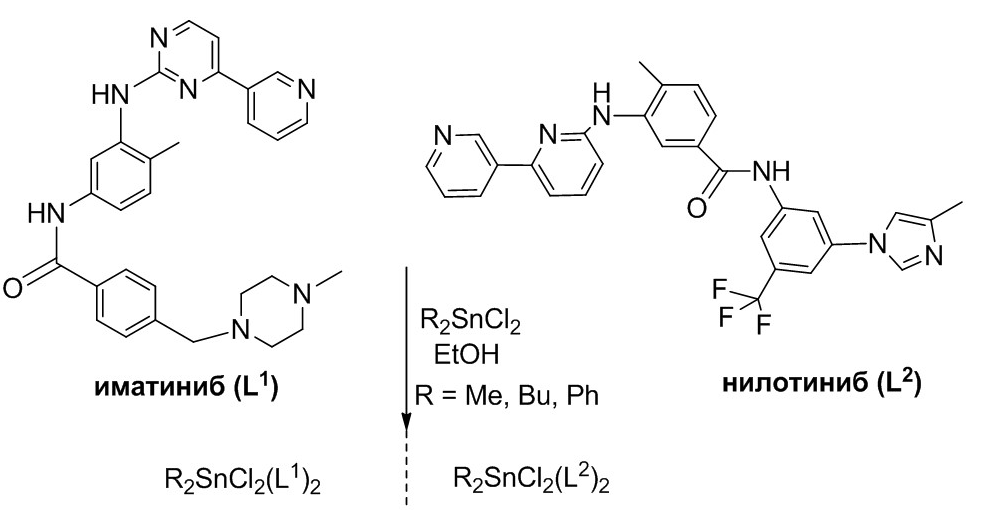 N
N
HN
N
N
HN
O
N
N
иматиниб (L¹)
H
N
N
N
O
NH
N
N
F
F
F
нилотиниб (L²)
R₂SnCl₂
EtOH
R = Me, Bu, Ph
R₂SnCl₂(L¹)₂
R₂SnCl₂(L²)₂